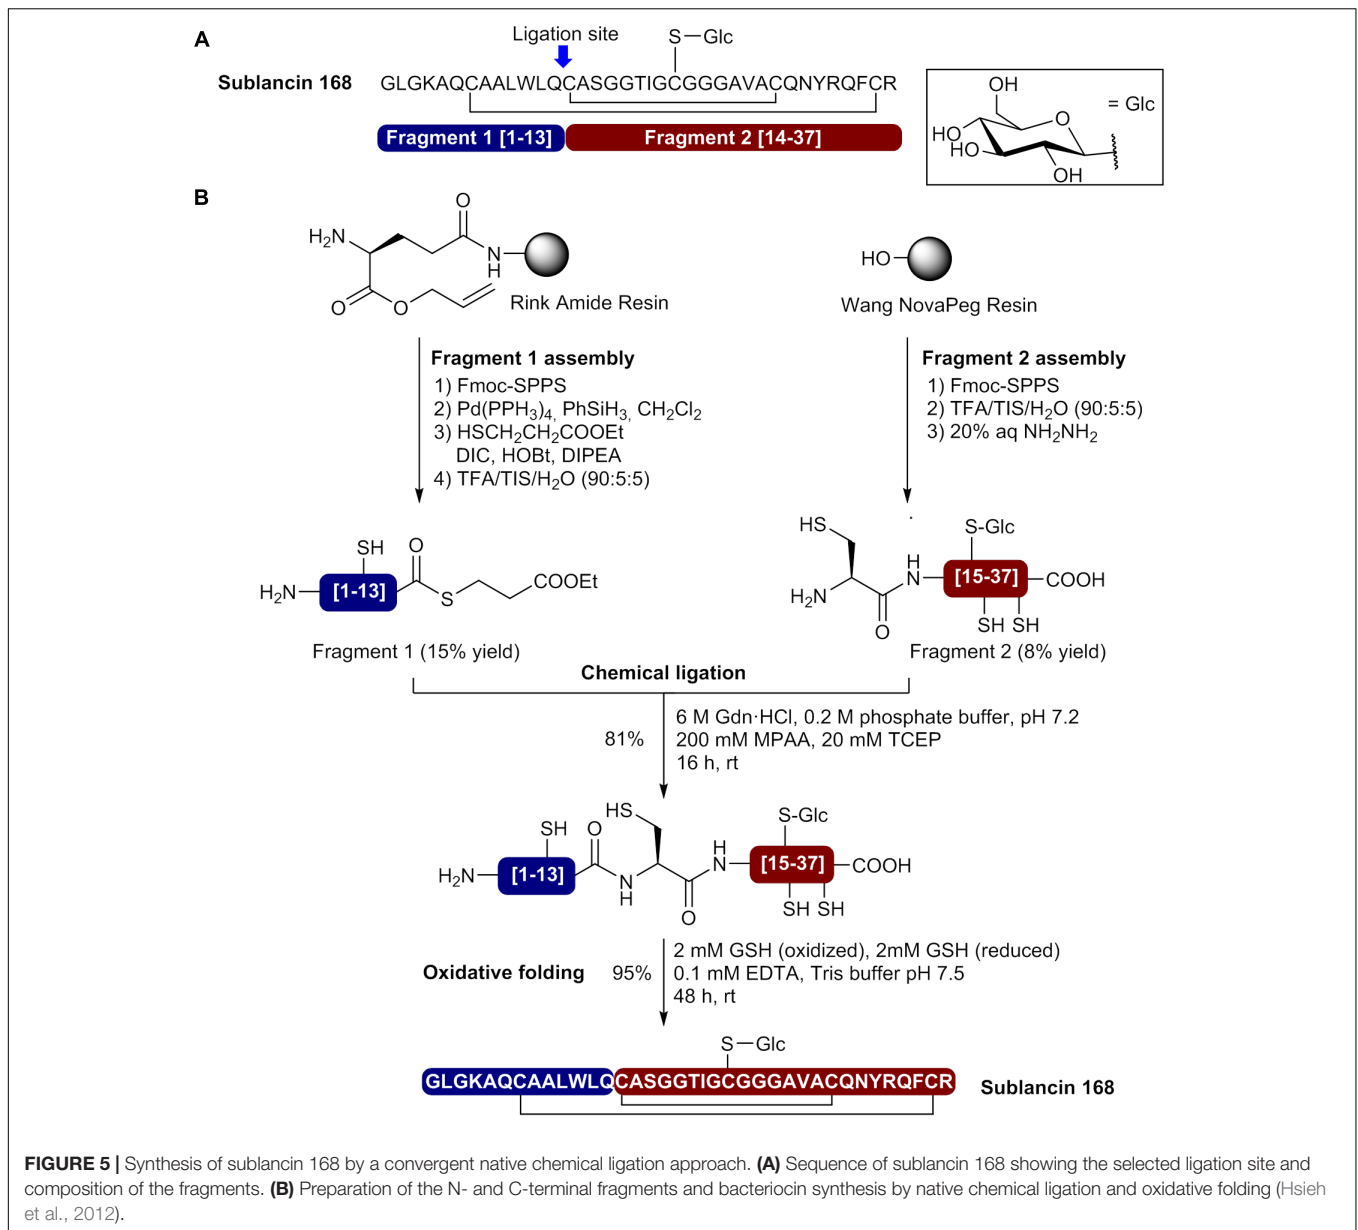 A
Ligation site
S–Glc
Sublancin 168
GLGKAQCAALWLQCASGGTIGCGGGAVACQNYRQFCR
Fragment 1 [1-13]
Fragment 2 [14-37]
OH
O
= Glc
HO
HO
OH
B
O
H2N
N
H
O
O
Rink Amide Resin
HO
Wang NovaPeg Resin
Fragment 1 assembly
1) Fmoc-SPPS
2) Pd(PPH3)4, PhSiH3, CH2Cl2
3) HSCH2CH2COOEt
DIC, HOBt, DIPEA
4) TFA/TIS/H2O (90:5:5)
Fragment 2 assembly
1) Fmoc-SPPS
2) TFA/TIS/H2O (90:5:5)
3) 20% aq NH2NH2
SH
O
H2N
[1-13]
S
COOEt
Fragment 1 (15% yield)
HS
S-Glc
H
N
[15-37]
COOH
H2N
O
SH SH
Fragment 2 (8% yield)
Chemical ligation
81%
6 M Gdn·HCl, 0.2 M phosphate buffer, pH 7.2
200 mM MPAA, 20 mM TCEP
16 h, rt
HS
SH
O
S-Glc
H
N
H2N
[1-13]
N
H
O
[15-37]
COOH
SH SH
Oxidative folding
95%
2 mM GSH (oxidized), 2mM GSH (reduced)
0.1 mM EDTA, Tris buffer pH 7.5
48 h, rt
S–Glc
GLGKAQCAALWLQCASGGTIGCGGGAVACQNYRQFCR
Sublancin 168
FIGURE 5 | Synthesis of sublancin 168 by a convergent native chemical ligation approach. (A) Sequence of sublancin 168 showing the selected ligation site and
composition of the fragments. (B) Preparation of the N- and C-terminal fragments and bacteriocin synthesis by native chemical ligation and oxidative folding (Hsieh
et al., 2012).